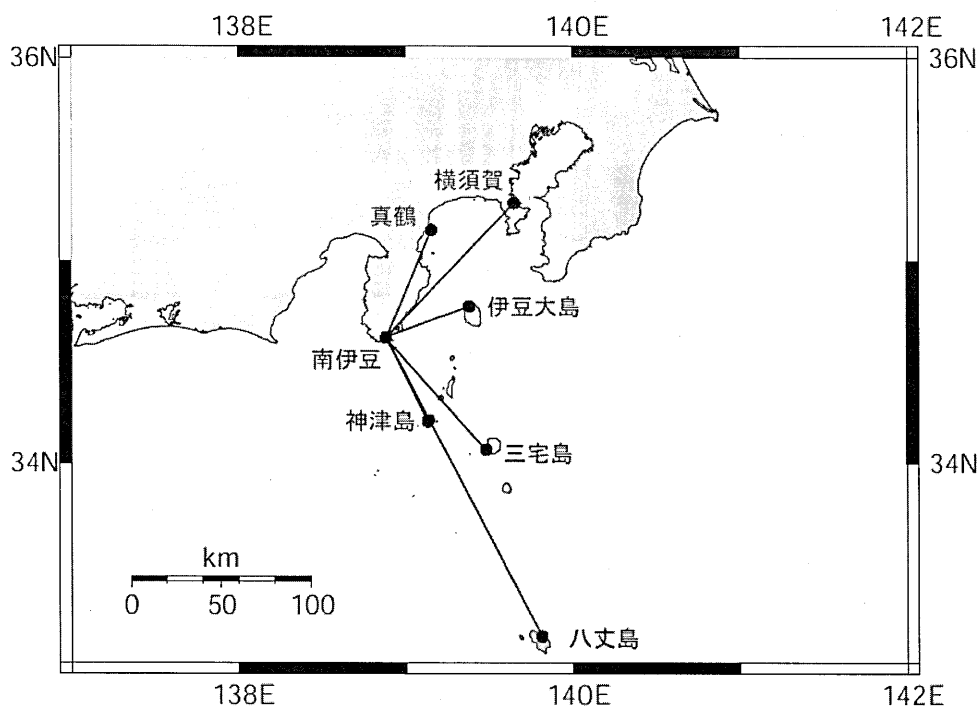 138E 140E 142E
36N 36N
横須賀
真鶴
伊豆大島
南伊豆
神津島
三宅島
34N 34N
km
0 50 100
八丈島
138E 140E 142E